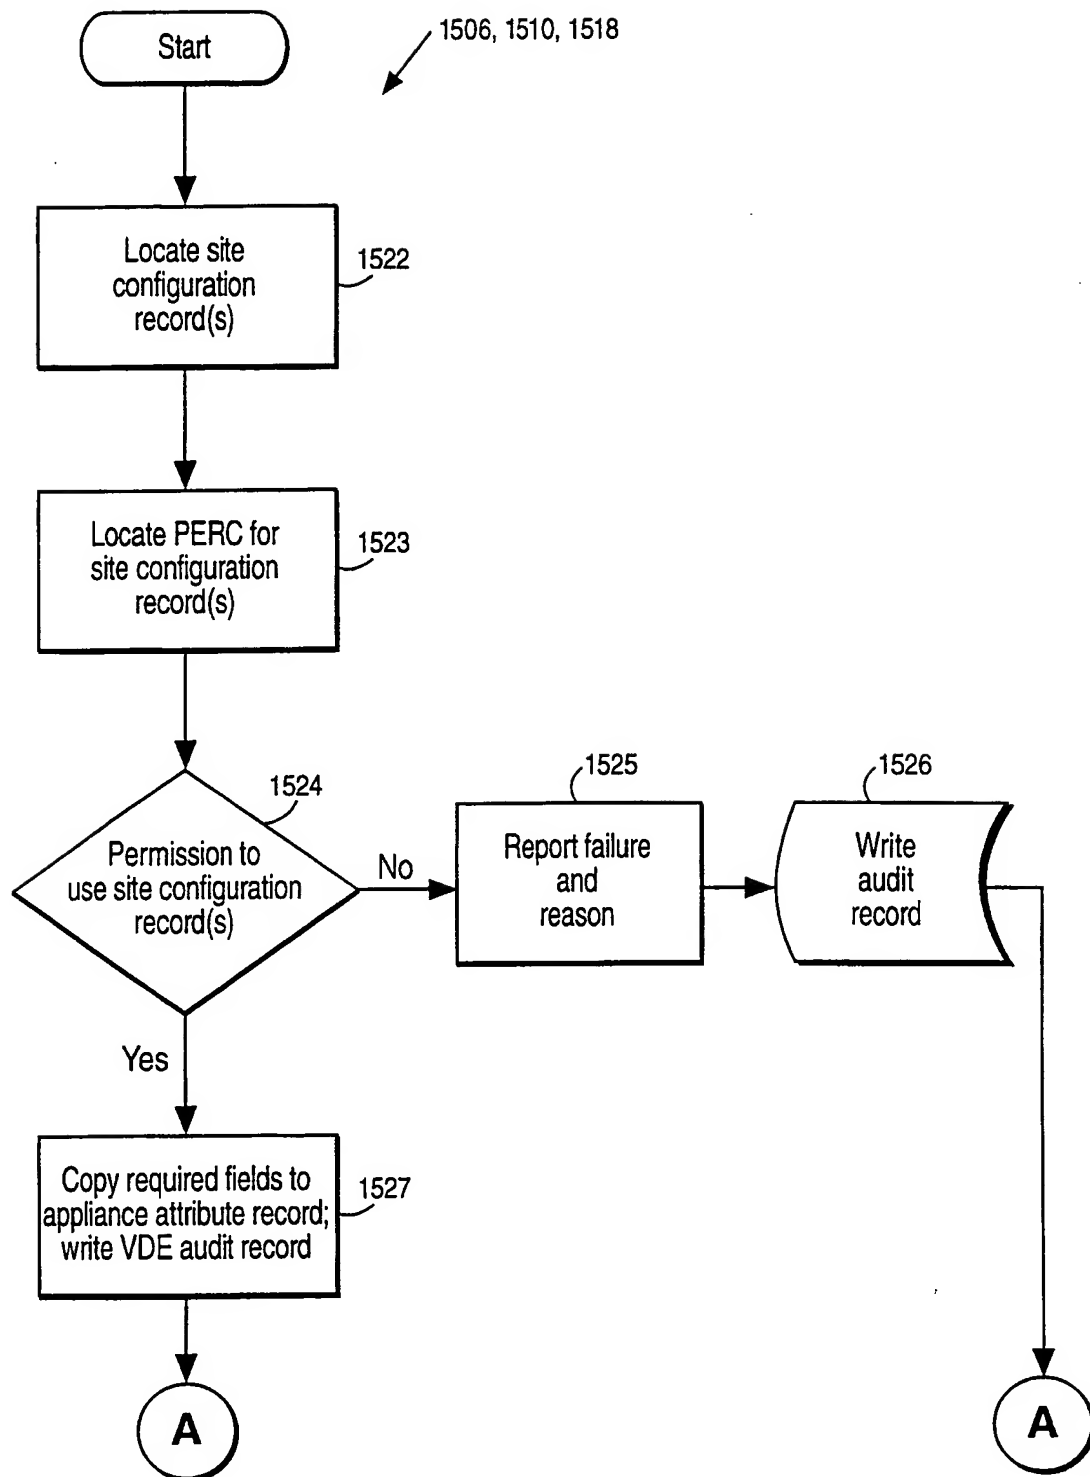 Start
1506, 1510, 1518
Locate site
configuration
record(s)
1522
Locate PERC for
site configuration
record(s)
1523
1524
Permission to
use site configuration
record(s)
No
1525
Report failure
and
reason
1526
Write
audit
record
Yes
Copy required fields to
appliance attribute record;
write VDE audit record
1527
A
A